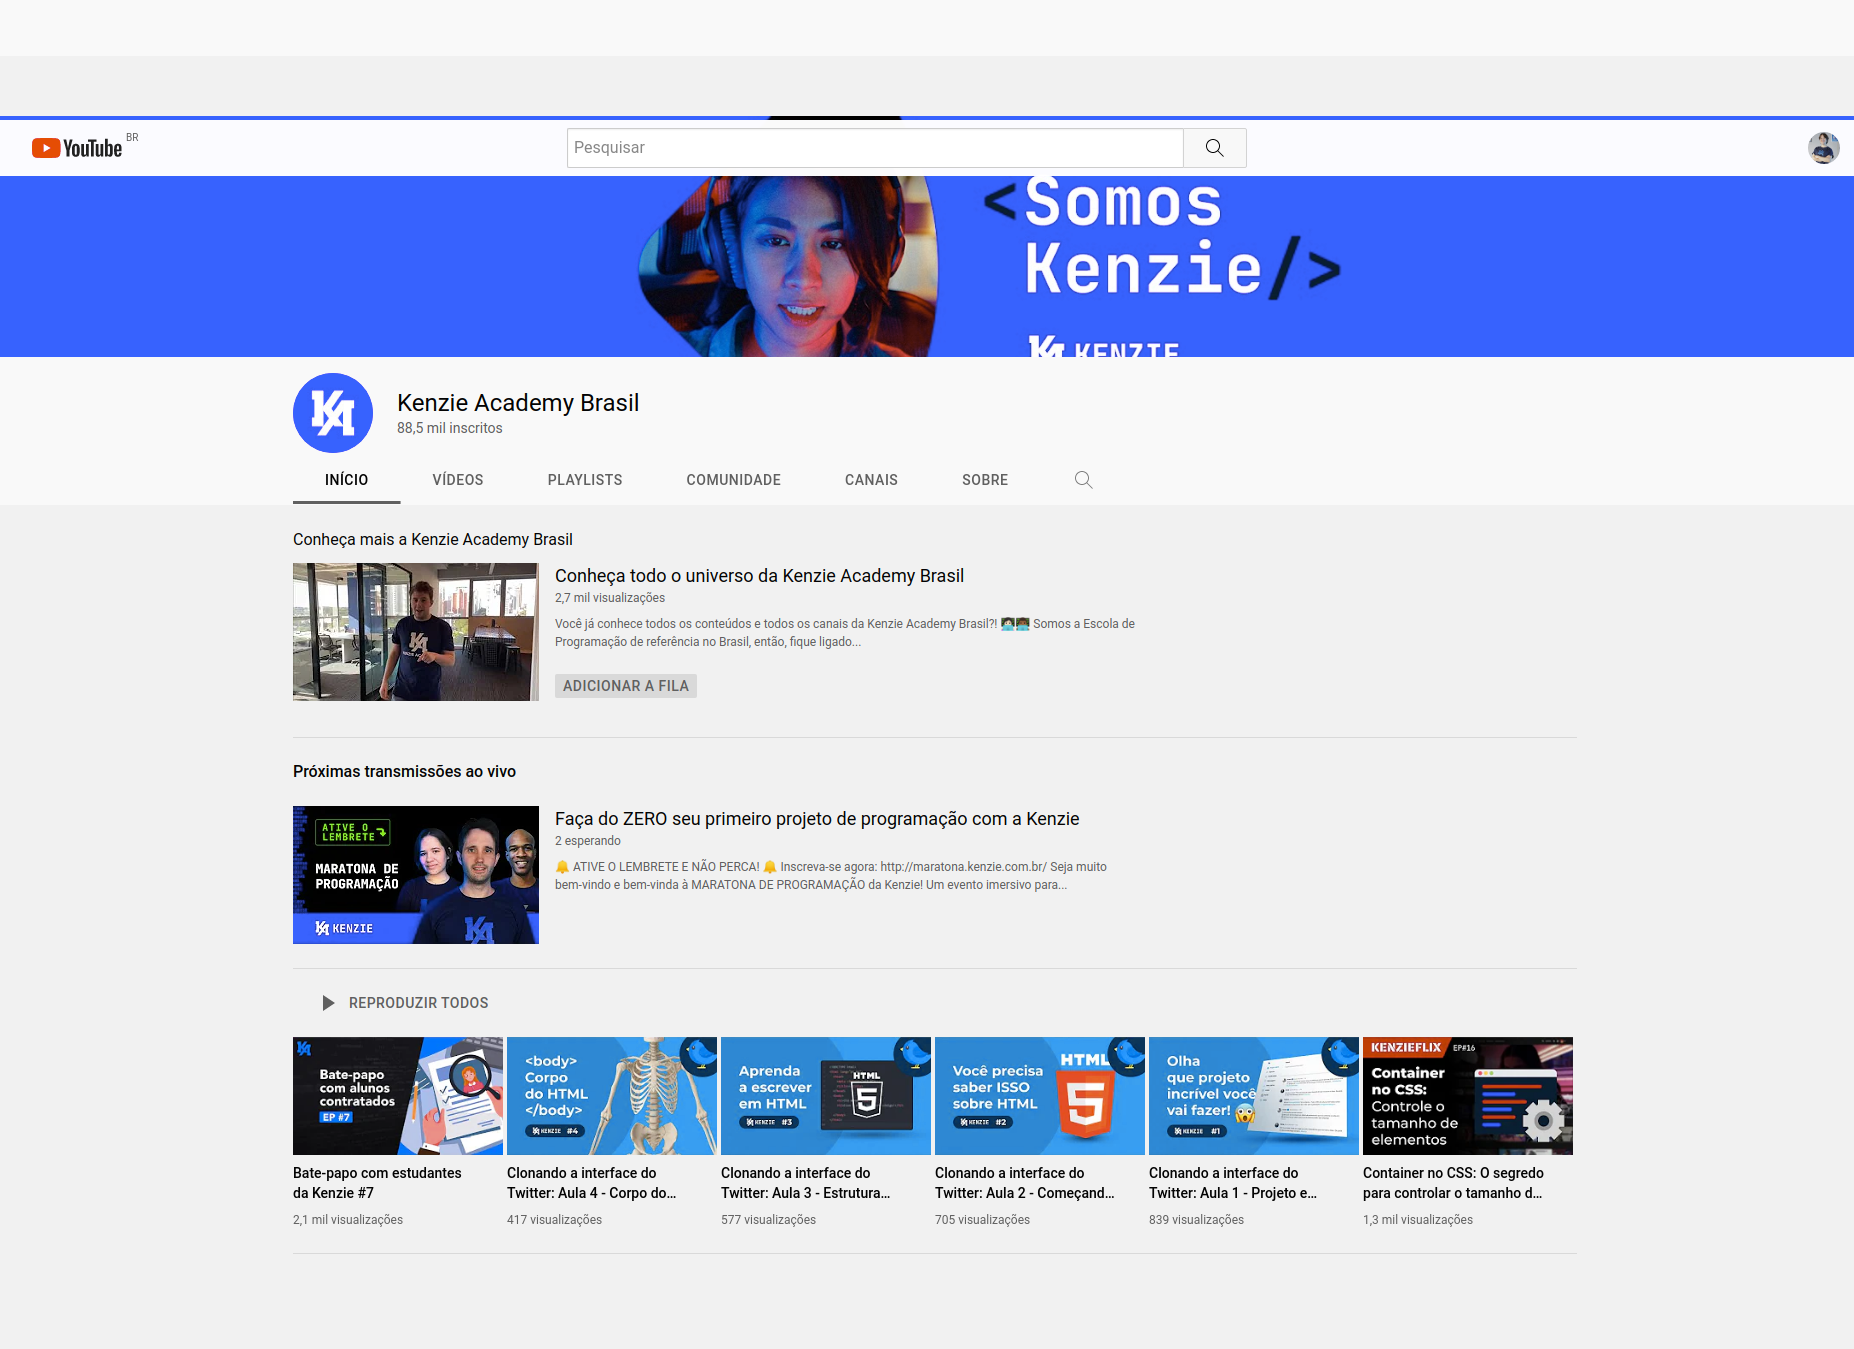 YouTube BR
Pesquisar
<Somos
Kenzie/>
KENZIE
Kenzie Academy Brasil
88,5 mil inscritos
INÍCIO VÍDEOS PLAYLISTS COMUNIDADE CANAIS SOBRE
Conheça mais a Kenzie Academy Brasil
Conheça todo o universo da Kenzie Academy Brasil
2,7 mil visualizações
Você já conhece todos os conteúdos e todos os canais da Kenzie Academy Brasil?! 👩🏻‍💻👨🏾‍💻 Somos a Escola de
Programação de referência no Brasil, então, fique ligado...
ADICIONAR A FILA
Próximas transmissões ao vivo
ATIVE O
LEMBRETE
MARATONA DE
PROGRAMAÇÃO
KENZIE
Faça do ZERO seu primeiro projeto de programação com a Kenzie
2 esperando
🔔 ATIVE O LEMBRETE E NÃO PERCA! 🔔 Inscreva-se agora: http://maratona.kenzie.com.br/ Seja muito
bem-vindo e bem-vinda à MARATONA DE PROGRAMAÇÃO da Kenzie! Um evento imersivo para...
REPRODUZIR TODOS
Bate-papo
com alunos
contratados
EP #7
Bate-papo com estudantes
da Kenzie #7
2,1 mil visualizações
<body>
Corpo
do HTML
</body>
KENZIE #4
Clonando a interface do
Twitter: Aula 4 - Corpo do...
417 visualizações
Aprenda
a escrever
em HTML
KENZIE #3
HTML
5
Clonando a interface do
Twitter: Aula 3 - Estrutura...
577 visualizações
Você precisa
saber ISSO
sobre HTML
KENZIE #2
HTML
5
Clonando a interface do
Twitter: Aula 2 - Começand...
705 visualizações
Olha
que projeto
incrível você
vai fazer! 😱
KENZIE #1
Clonando a interface do
Twitter: Aula 1 - Projeto e...
839 visualizações
KENZIEFLIX EP#16
Container
no CSS:
Controle o
tamanho de
elementos
Container no CSS: O segredo
para controlar o tamanho d...
1,3 mil visualizações